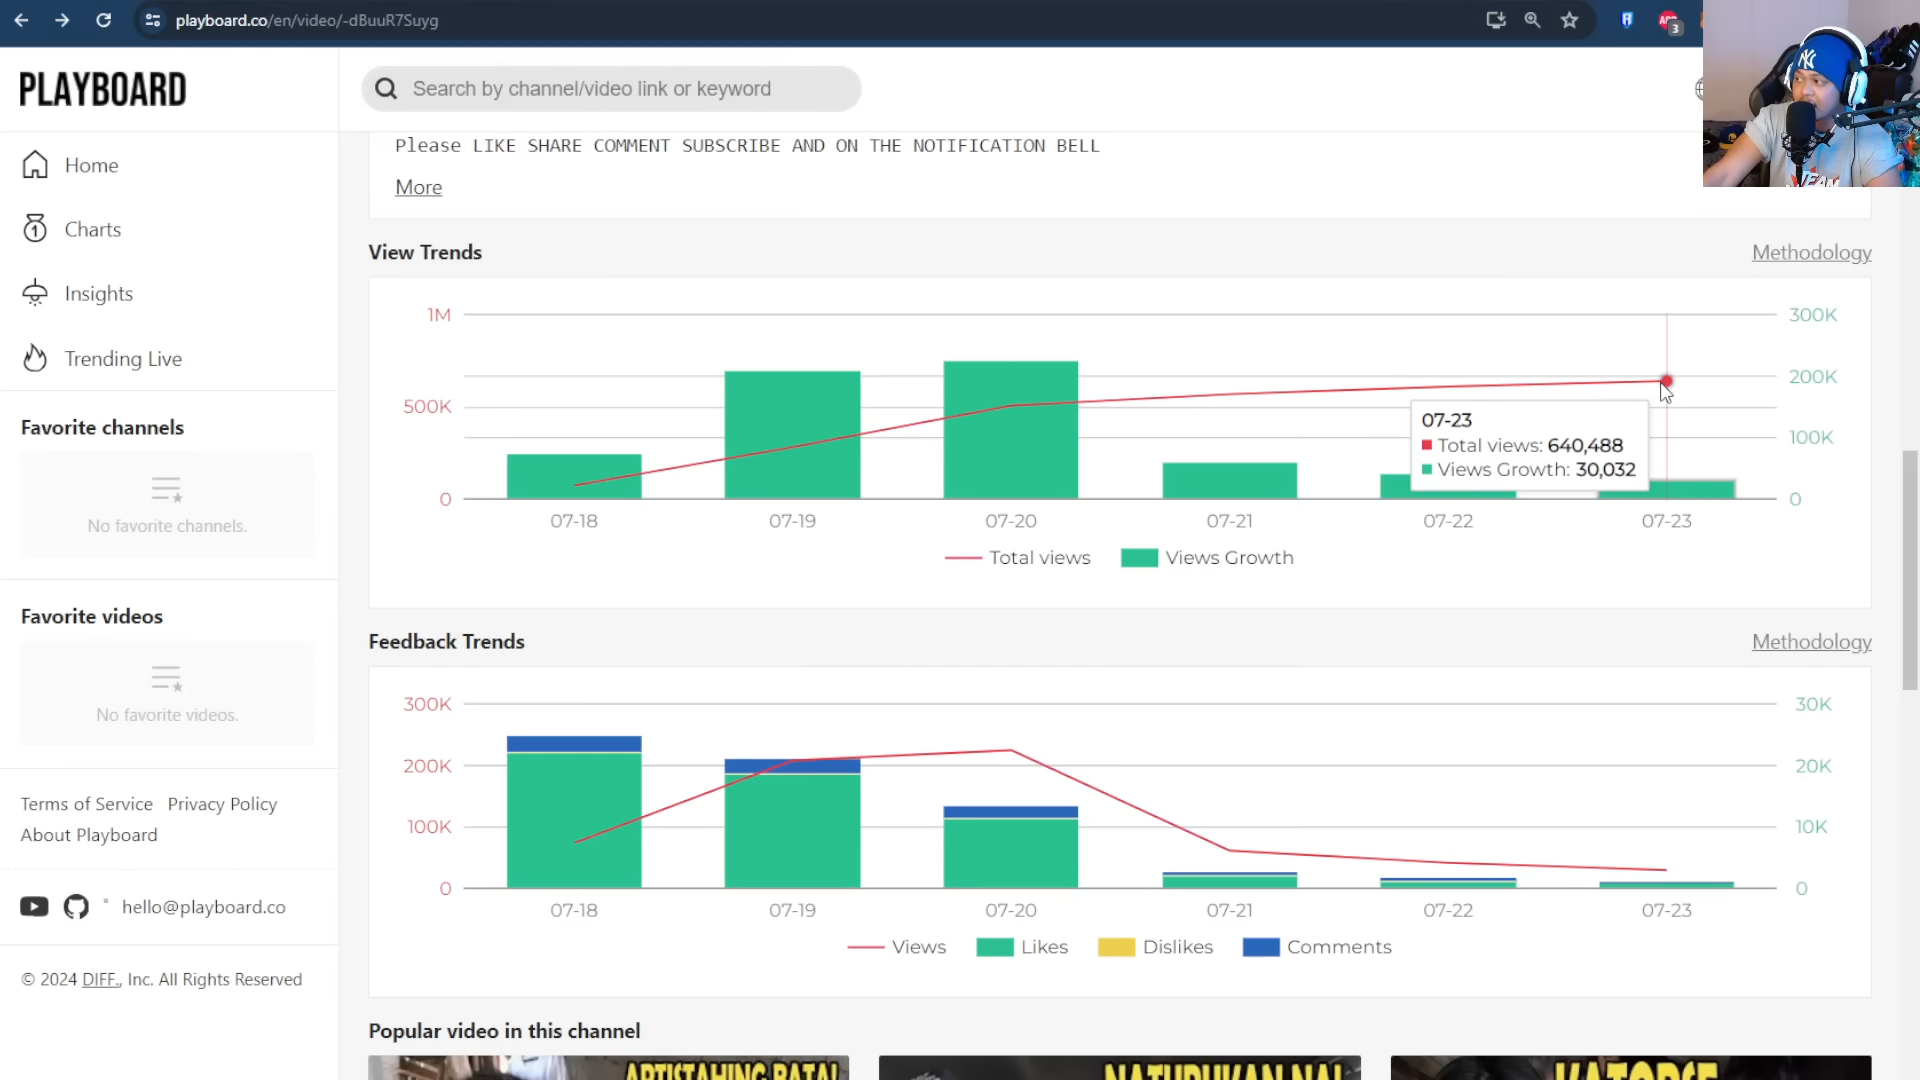 playboard.co/en/video/-dBuuR7Suyg
3
PLAYBOARD
Search by channel/video link or keyword
Home
Charts
Insights
Trending Live
Favorite channels
No favorite channels.
Favorite videos
No favorite videos.
Terms of Service Privacy Policy
About Playboard
hello@playboard.co
© 2024 DIFF., Inc. All Rights Reserved
Please LIKE SHARE COMMENT SUBSCRIBE AND ON THE NOTIFICATION BELL
More
View Trends
Methodology
1M
500K
0
300K
200K
100K
0
07-23
Total views: 640,488
Views Growth: 30,032
07-18 07-19 07-20 07-21 07-22 07-23
Total views Views Growth
Feedback Trends
Methodology
300K
200K
100K
0
30K
20K
10K
0
07-18 07-19 07-20 07-21 07-22 07-23
Views Likes Dislikes Comments
Popular video in this channel
ARTISTAHING BATA!
NATURUKAN NA!
KATORSE